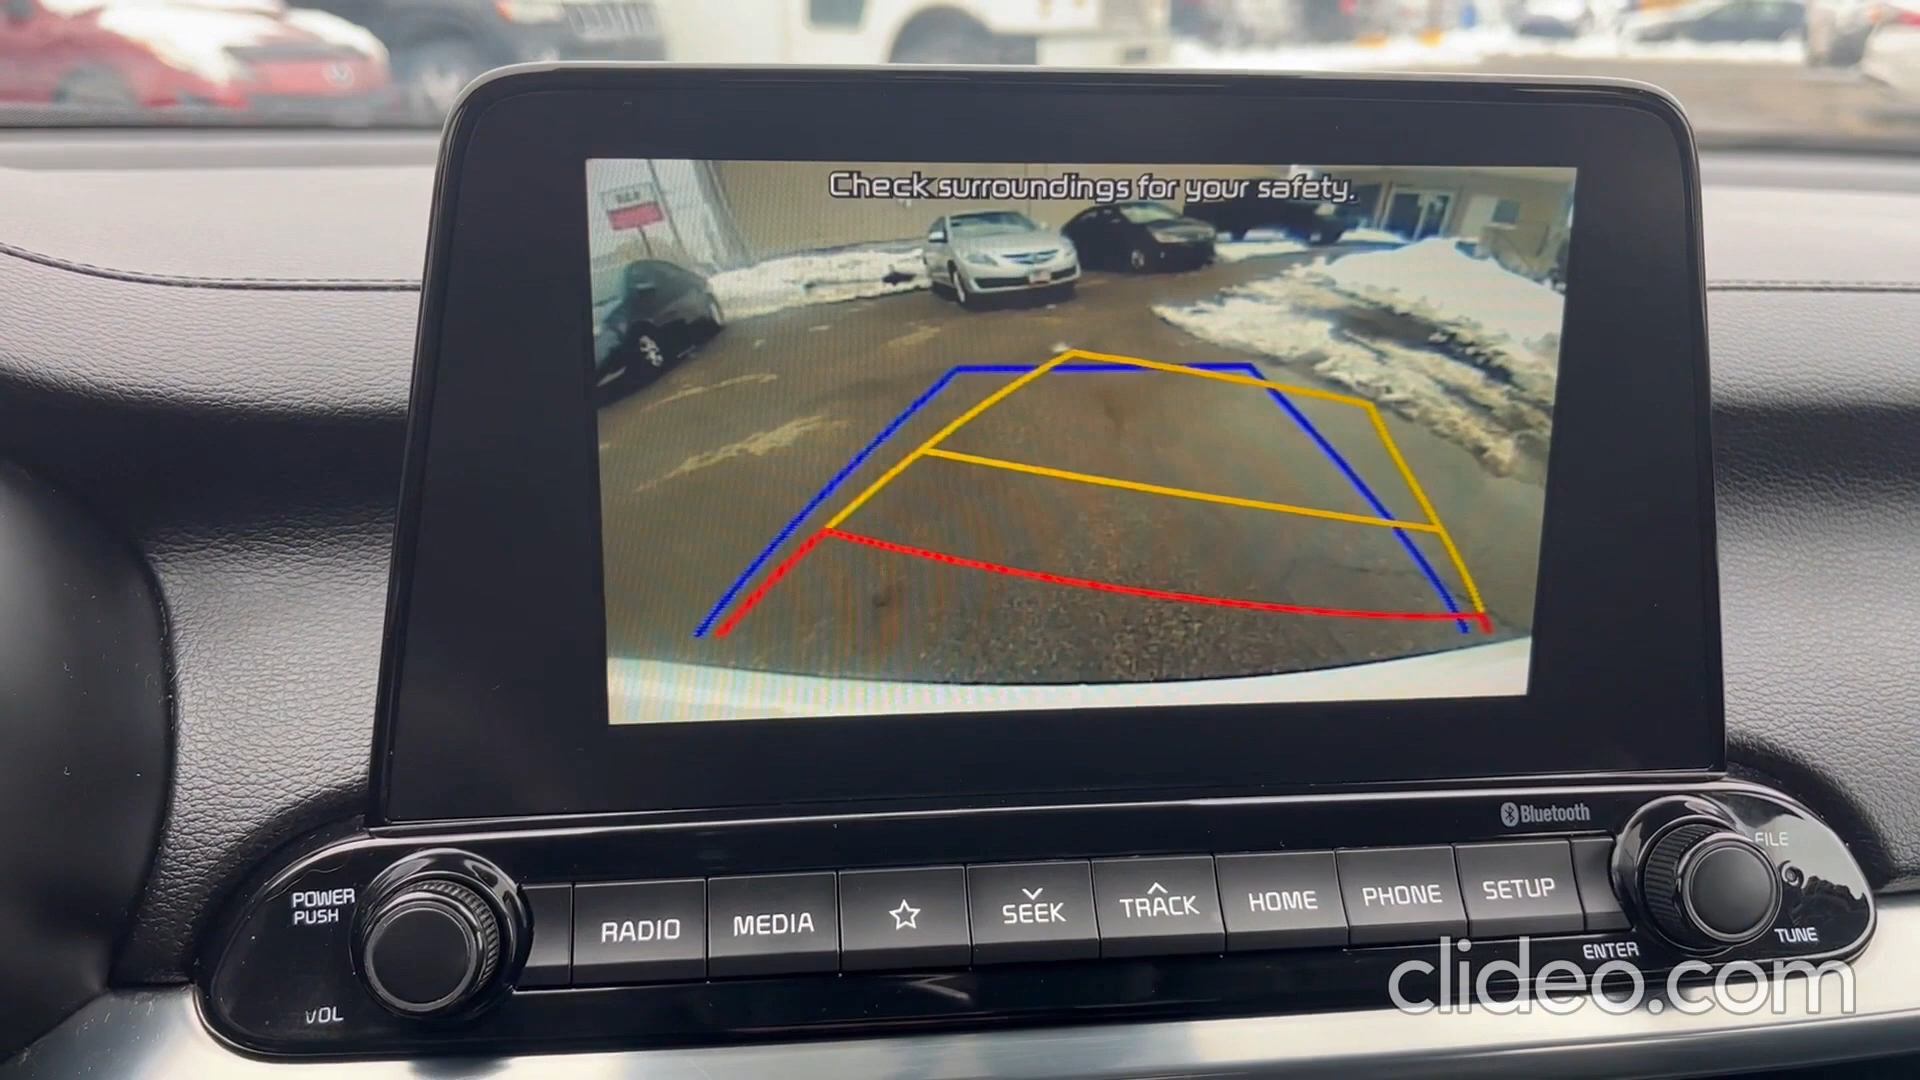 Check surroundings for your safety.
Bluetooth
POWER
PUSH
VOL
RADIO
MEDIA
SEEK
TRACK
HOME
PHONE
SETUP
FILE
TUNE
ENTER
clideo.com